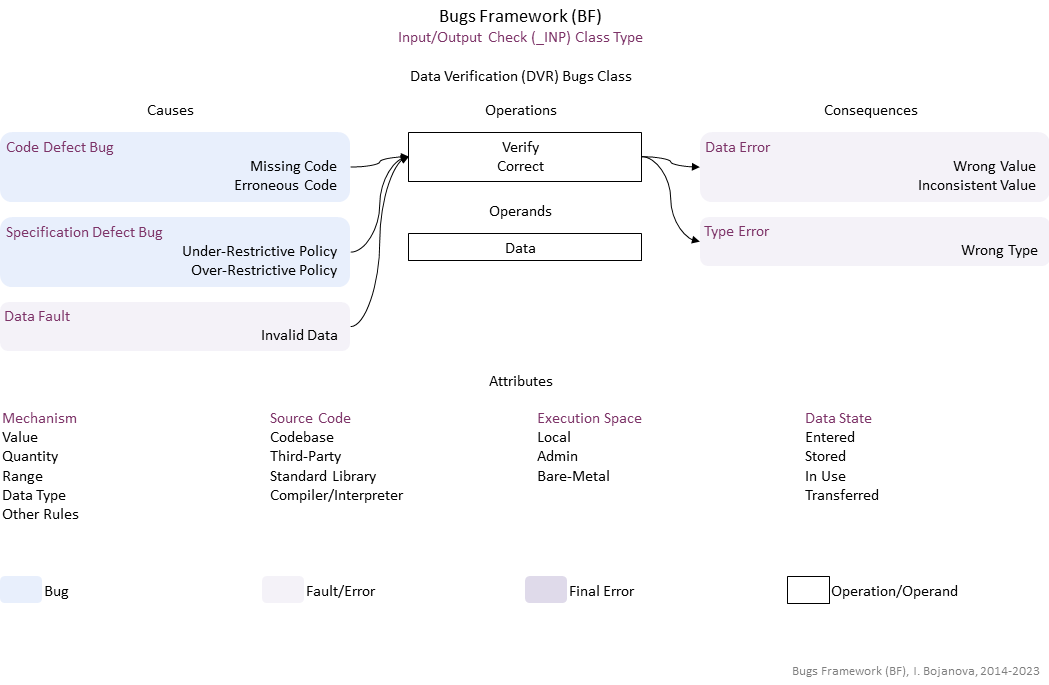 Bugs Framework (BF)
Input/Output Check (_INP) Class Type
Data Verification (DVR) Bugs Class
Causes
Operations
Consequences
Code Defect Bug
Missing Code
Erroneous Code
Specification Defect Bug
Under-Restrictive Policy
Over-Restrictive Policy
Data Fault
Invalid Data
Verify
Correct
Operands
Data
Data Error
Wrong Value
Inconsistent Value
Type Error
Wrong Type
Attributes
Mechanism
Value
Quantity
Range
Data Type
Other Rules
Source Code
Codebase
Third-Party
Standard Library
Compiler/Interpreter
Execution Space
Local
Admin
Bare-Metal
Data State
Entered
Stored
In Use
Transferred
Bug
Fault/Error
Final Error
Operation/Operand
Bugs Framework (BF), I. Bojanova, 2014-2023